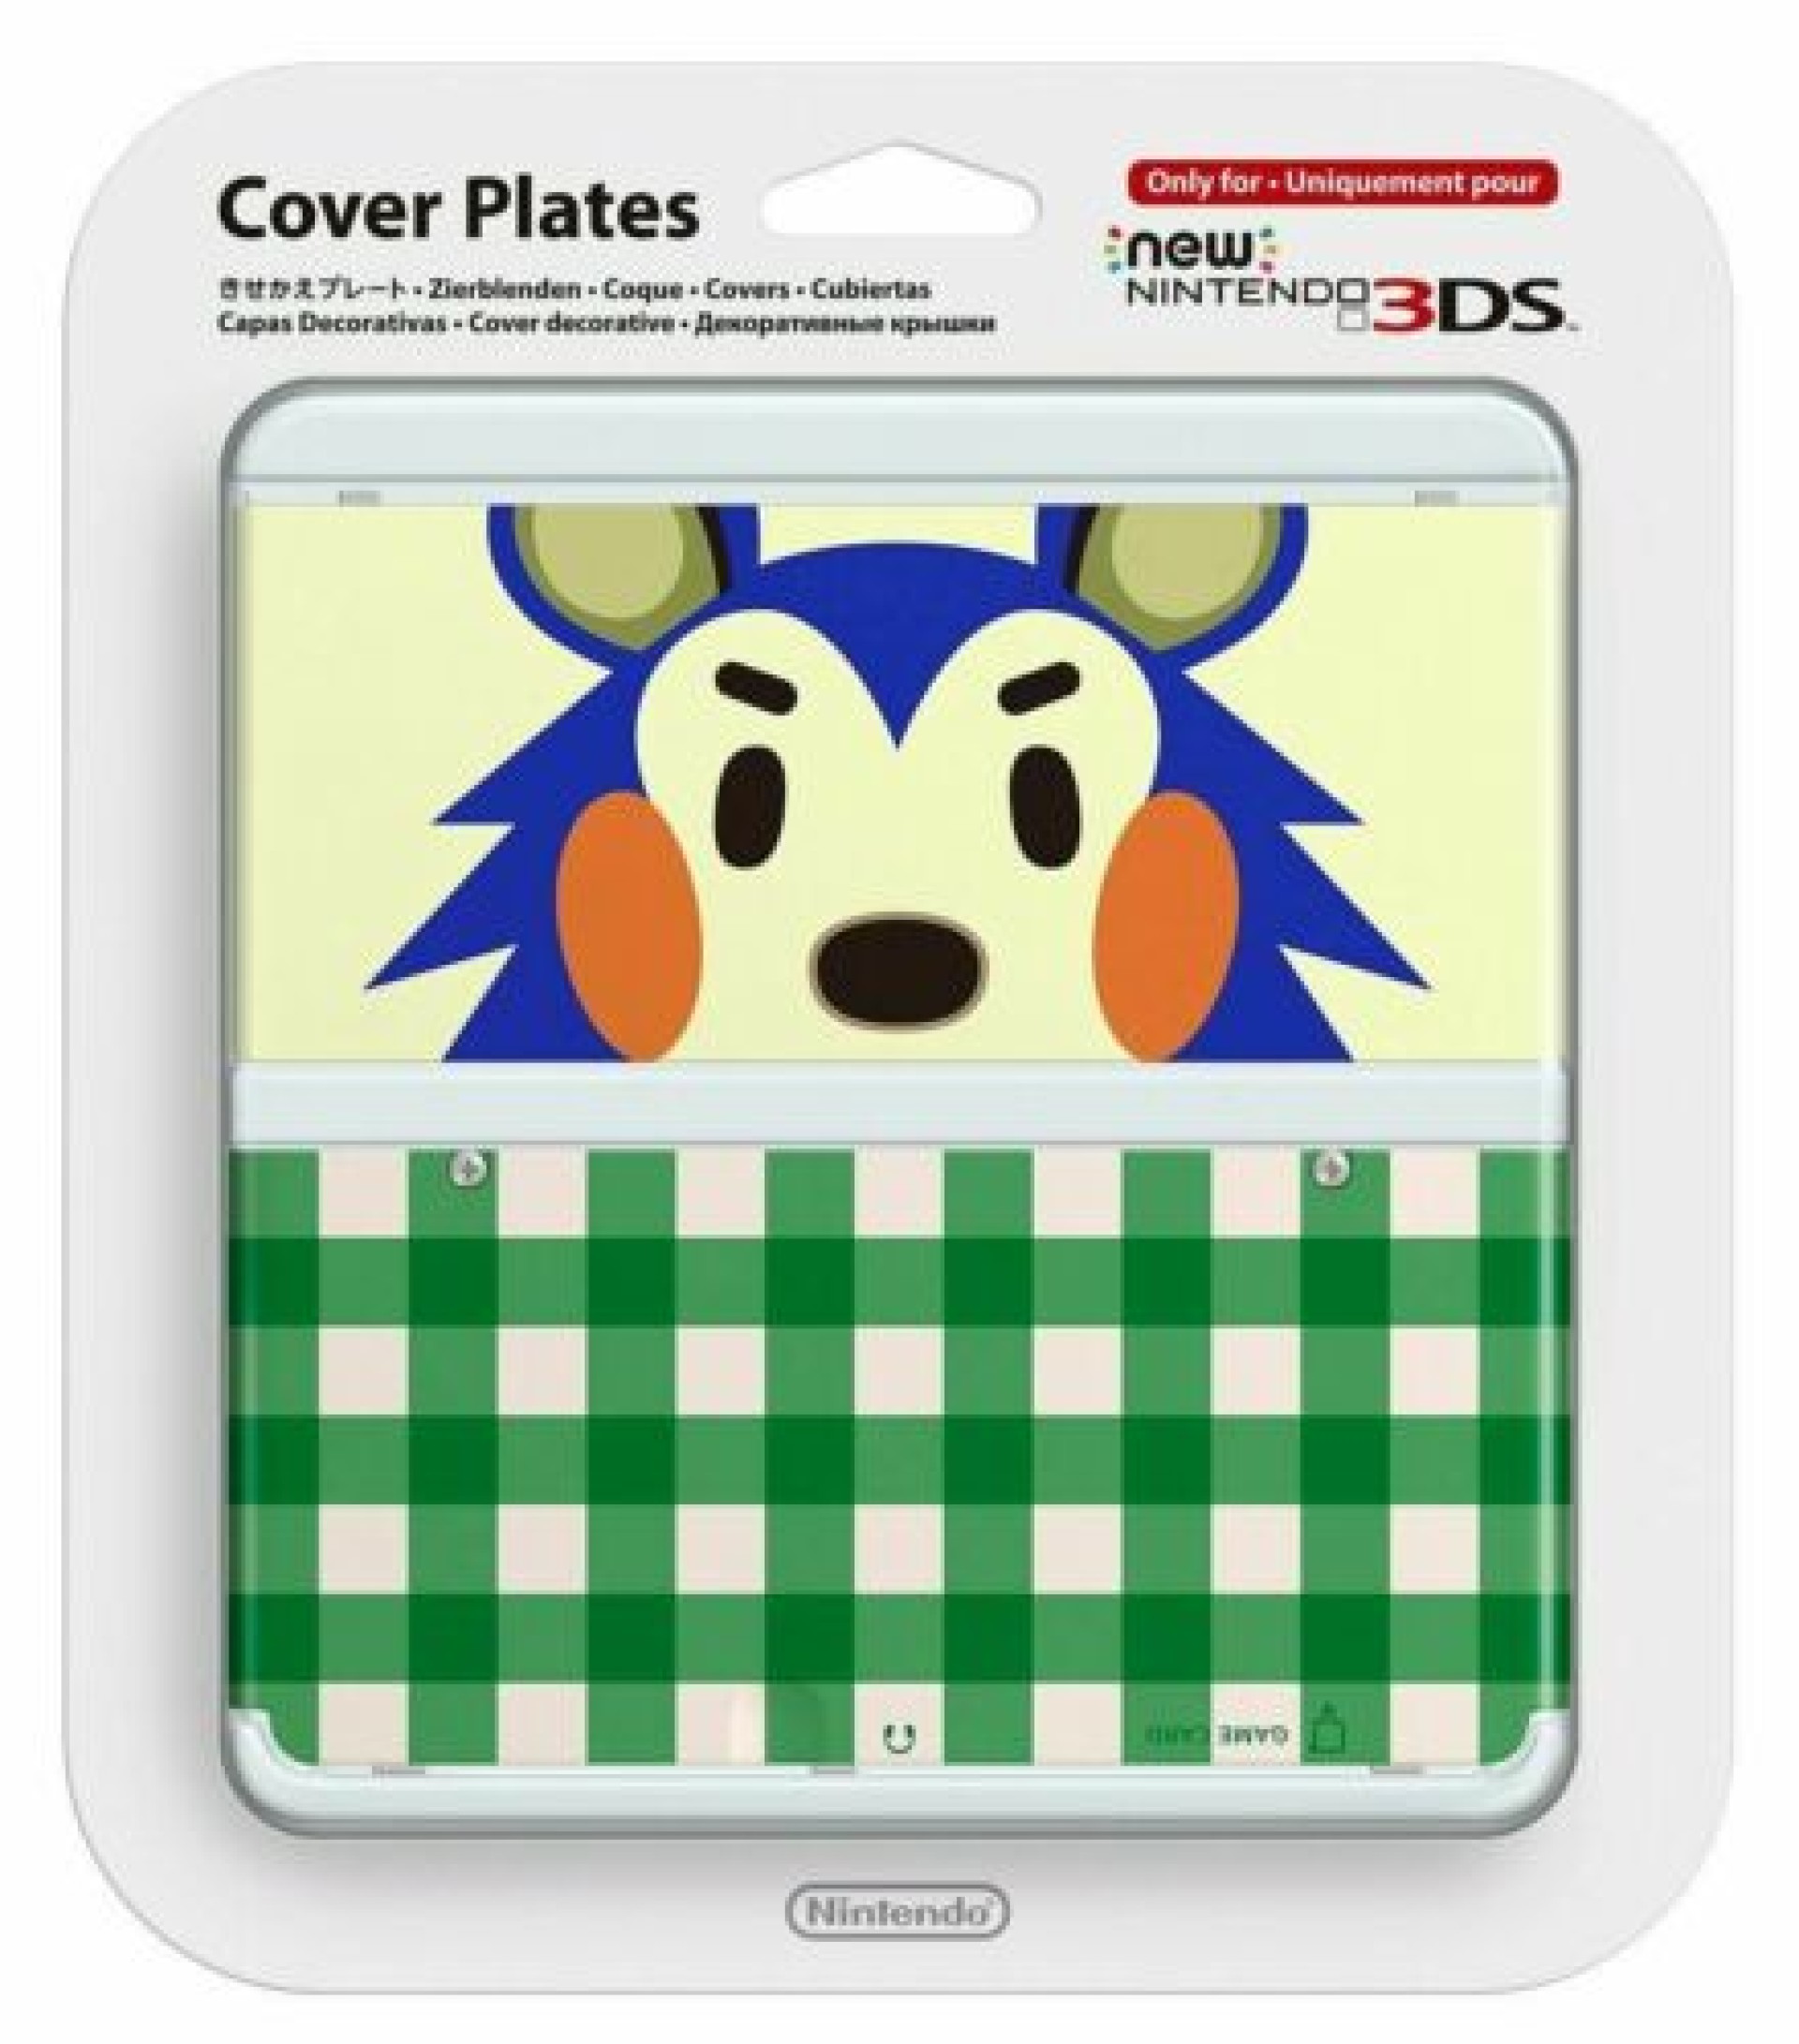 Cover Plates
Only for • Uniquement pour
new
NINTENDO 3DS™
きせかえプレート • Zierblenden • Coque • Covers • Cubiertas
Capas Decorativas • Cover decorative • Декоративные крышки
GAME CARD
Nintendo®